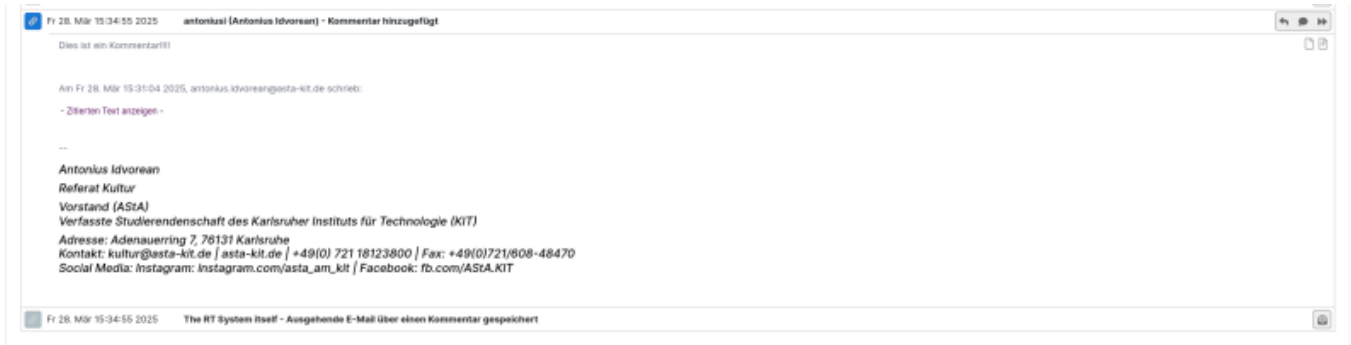 Fr 28. Mär 15:34:55 2025 antoniusi (Antonius Idvorean) - Kommentar hinzugefügt
Dies ist ein Kommentar!!!!
Am Fr 28. Mär 15:31:04 2025, antonius.idvorean@asta-kit.de schrieb:
- Zitierten Text anzeigen -
--
Antonius Idvorean
Referat Kultur
Vorstand (AStA)
Verfasste Studierendenschaft des Karlsruher Instituts für Technologie (KIT)
Adresse: Adenauerring 7, 76131 Karlsruhe
Kontakt: kultur@asta-kit.de | asta-kit.de | +49(0) 721 18123800 | Fax: +49(0)721/608-48470
Social Media: Instagram: instagram.com/asta_am_kit | Facebook: fb.com/AStA.KIT
Fr 28. Mär 15:34:55 2025 The RT System itself - Ausgehende E-Mail über einen Kommentar gespeichert